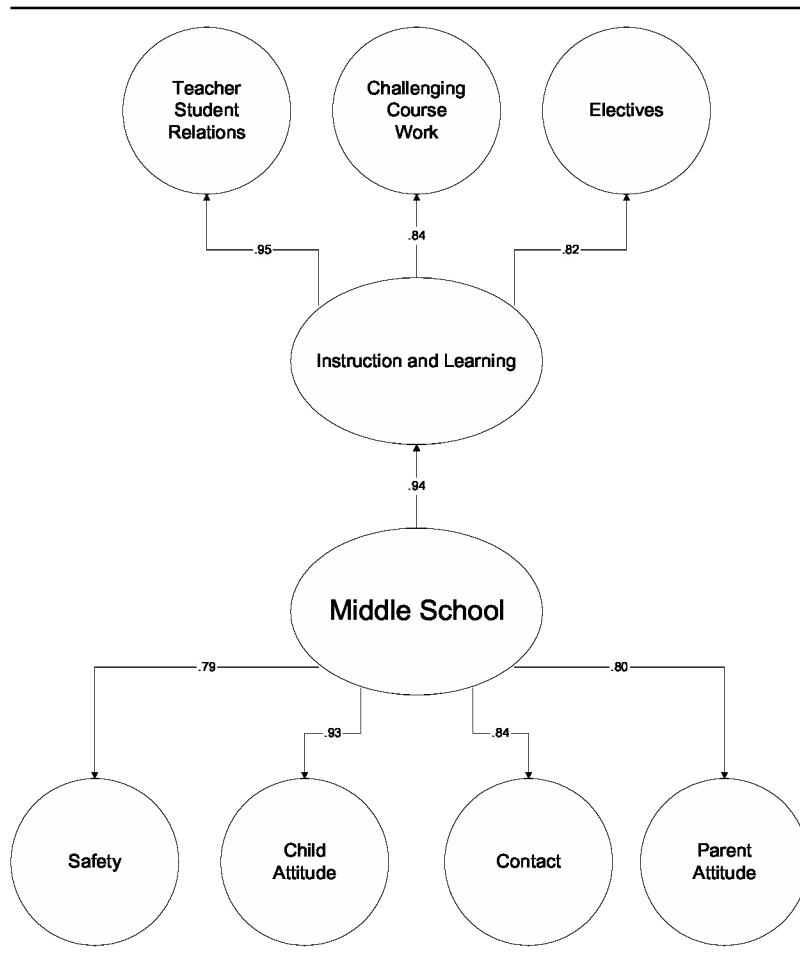 Teacher
Student
Relations
Challenging
Course
Work
Electives
.95
.84
.82
Instruction and Learning
.94
Middle School
.79
.80
.93
.84
Safety
Child
Attitude
Contact
Parent
Attitude